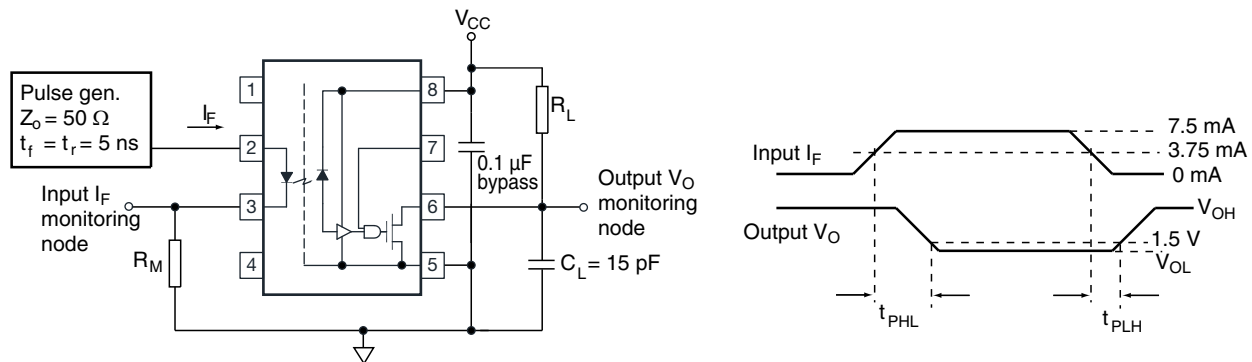 V_CC
Pulse gen.
Z_o = 50 Ω
t_f = t_r = 5 ns
I_F
1
2
3
4
8
7
6
5
R_L
0.1 µF
bypass
Input I_F
monitoring
node
Output V_O
monitoring
node
R_M
C_L = 15 pF
Input I_F
7.5 mA
3.75 mA
0 mA
Output V_O
V_OH
1.5 V
V_OL
t_PHL
t_PLH